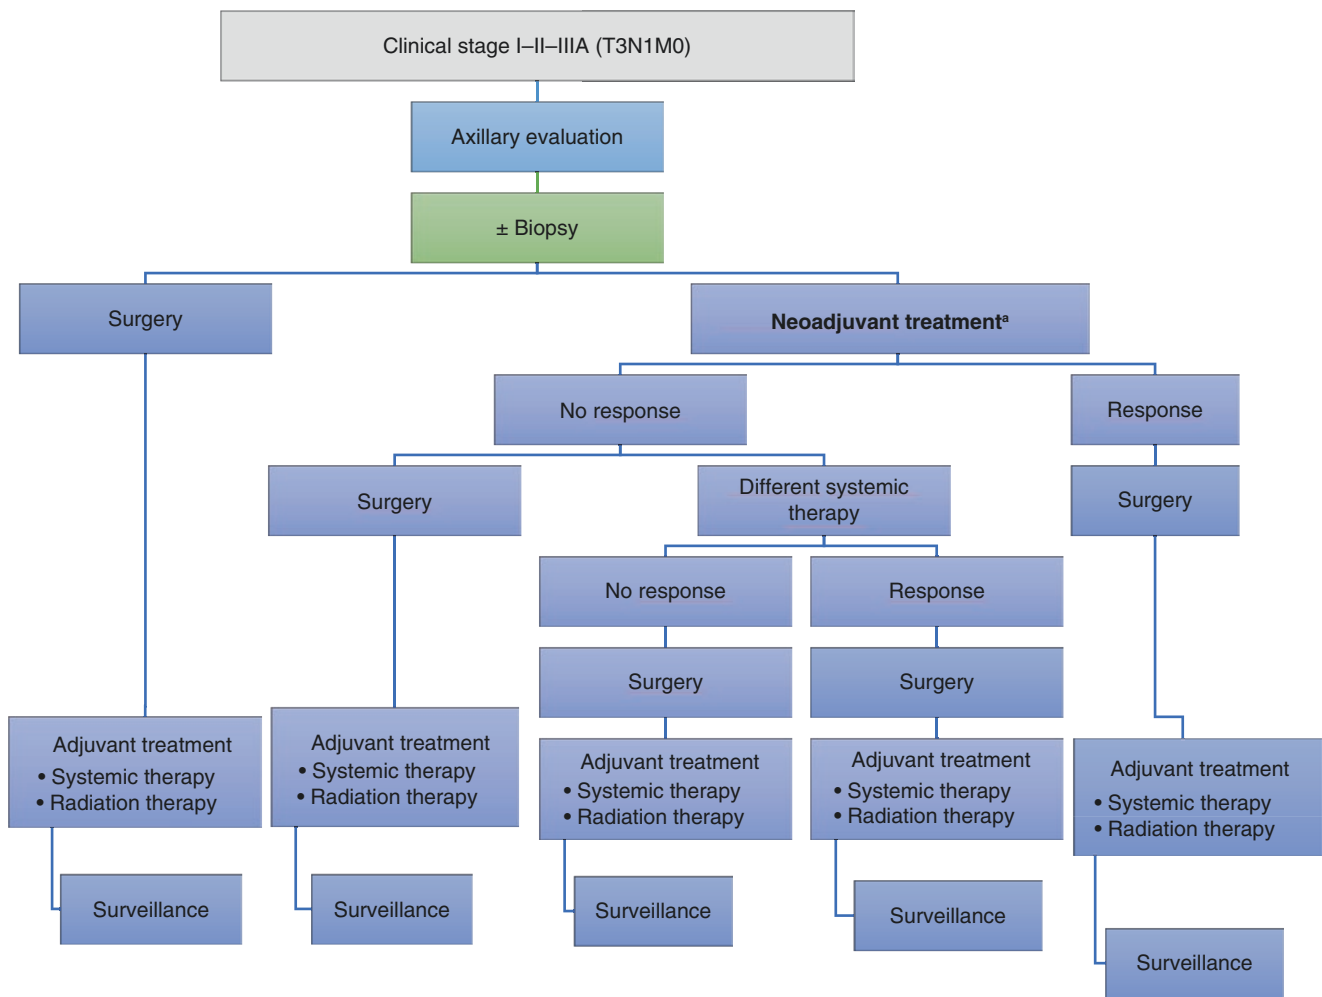 Clinical stage I–II–IIIA (T3N1M0)
Axillary evaluation
± Biopsy
Surgery
Neoadjuvant treatmentᵃ
No response
Response
Surgery
Different systemic
therapy
Surgery
No response
Response
Surgery
Surgery
Adjuvant treatment
• Systemic therapy
• Radiation therapy
Adjuvant treatment
• Systemic therapy
• Radiation therapy
Adjuvant treatment
• Systemic therapy
• Radiation therapy
Adjuvant treatment
• Systemic therapy
• Radiation therapy
Adjuvant treatment
• Systemic therapy
• Radiation therapy
Surveillance
Surveillance
Surveillance
Surveillance
Surveillance